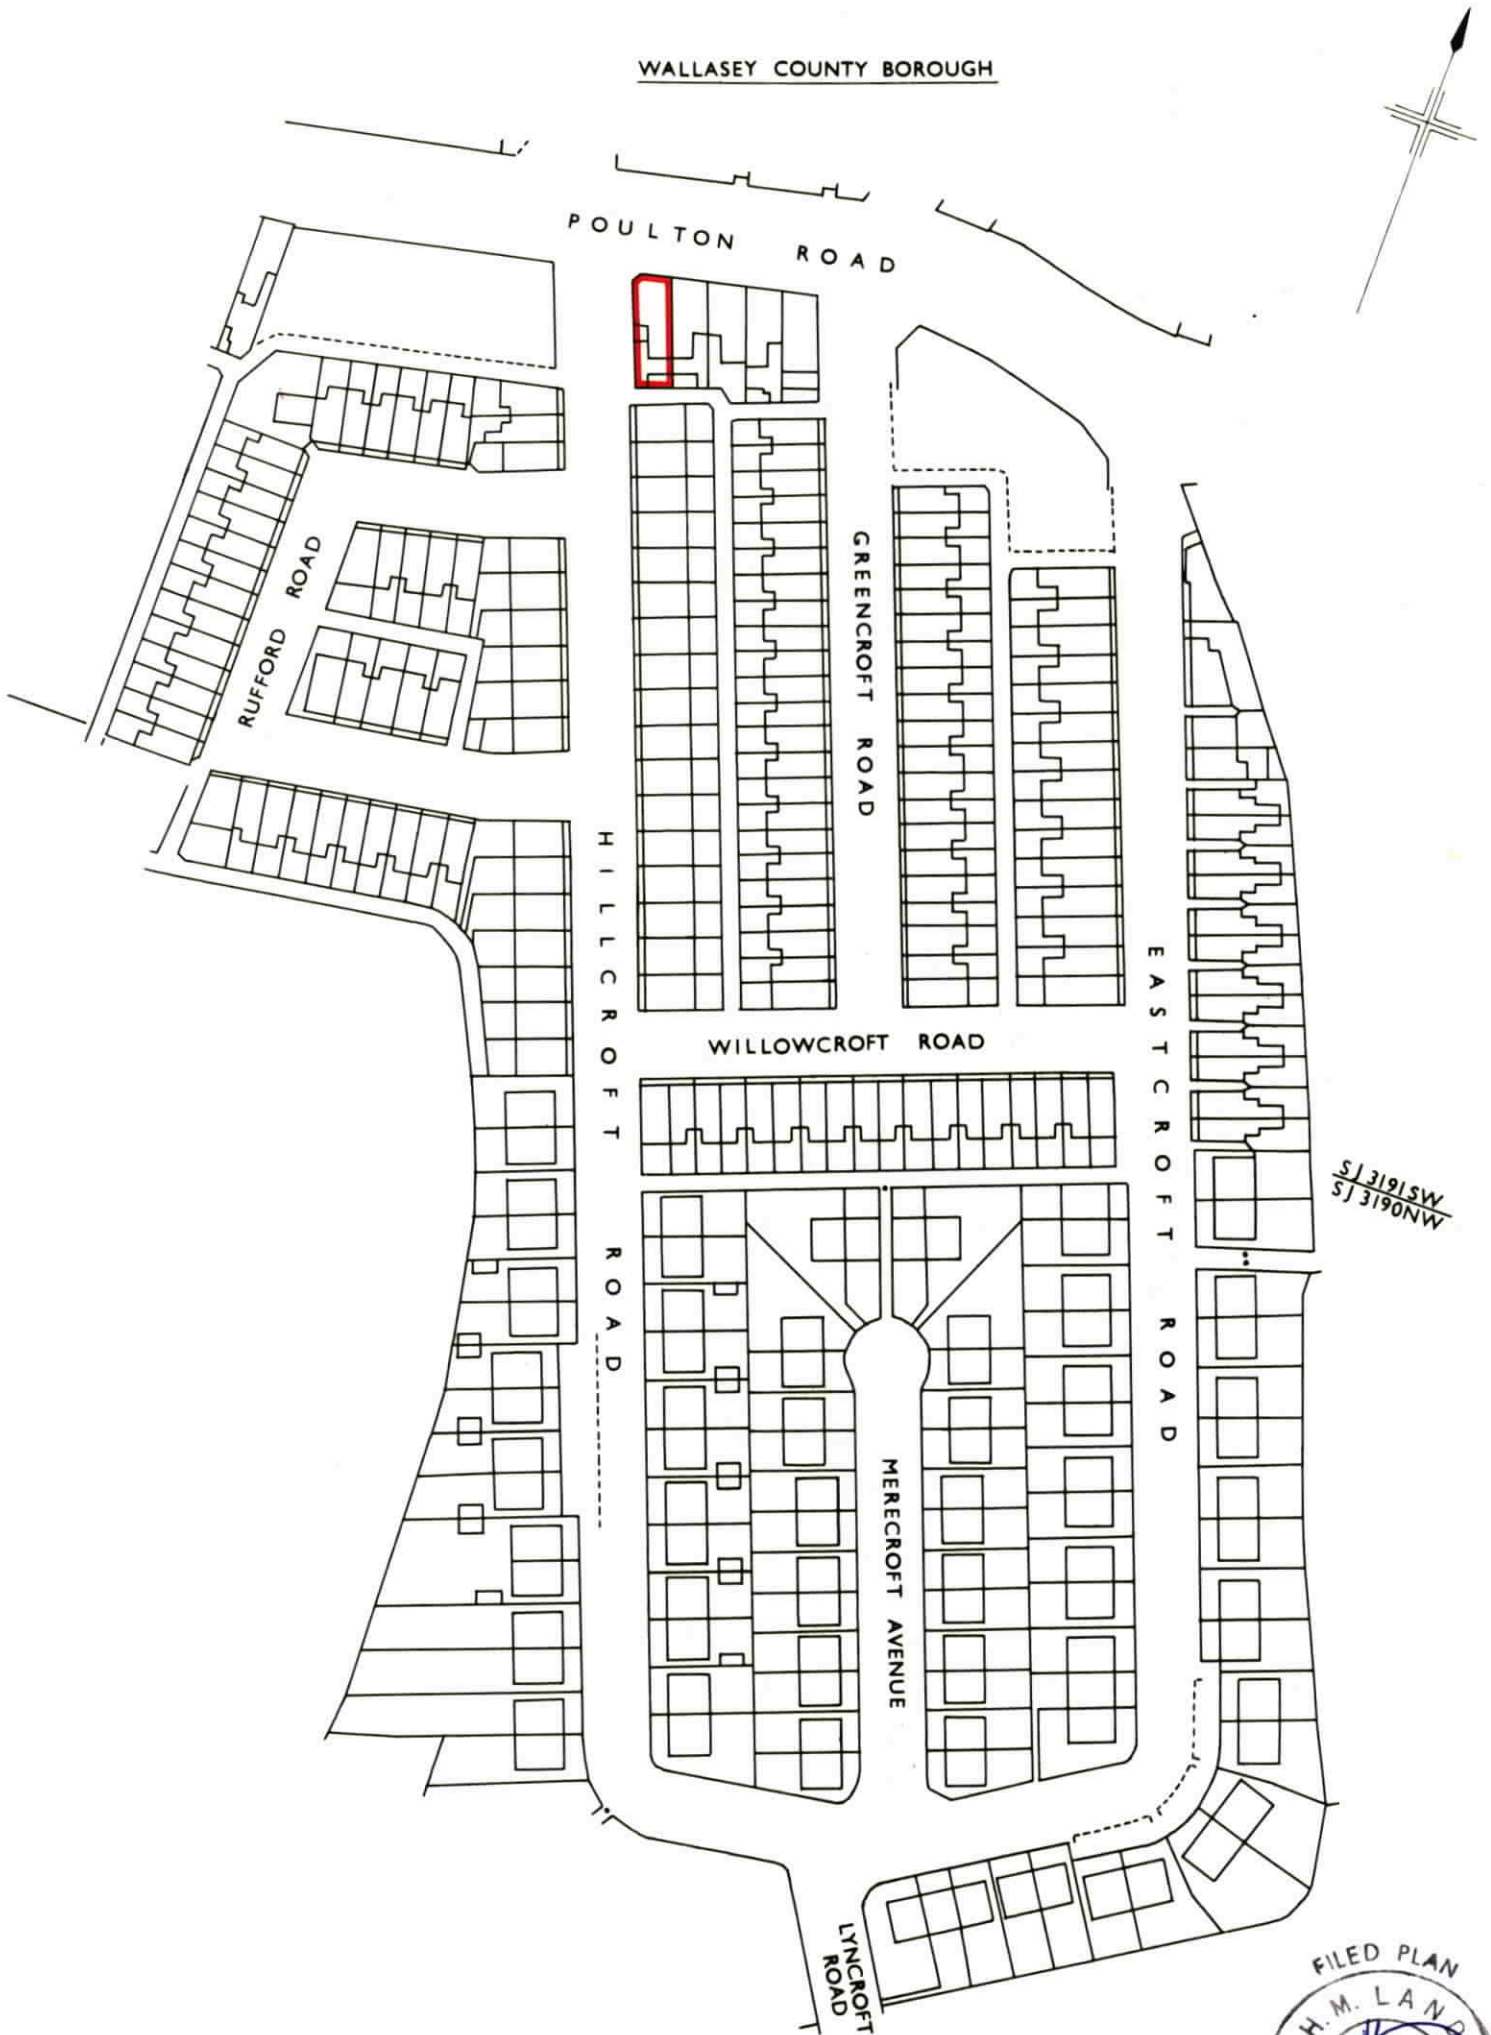 WALLASEY COUNTY BOROUGH
POULTON ROAD
RUFFORD ROAD
GREENCROFT ROAD
HILLCROFT ROAD
EASTCROFT ROAD
WILLOWCROFT ROAD
SJ 3191SW
SJ 3190NW
MERECROFT AVENUE
LYNCROFT
ROAD
FILED PLAN
H.M. LAND